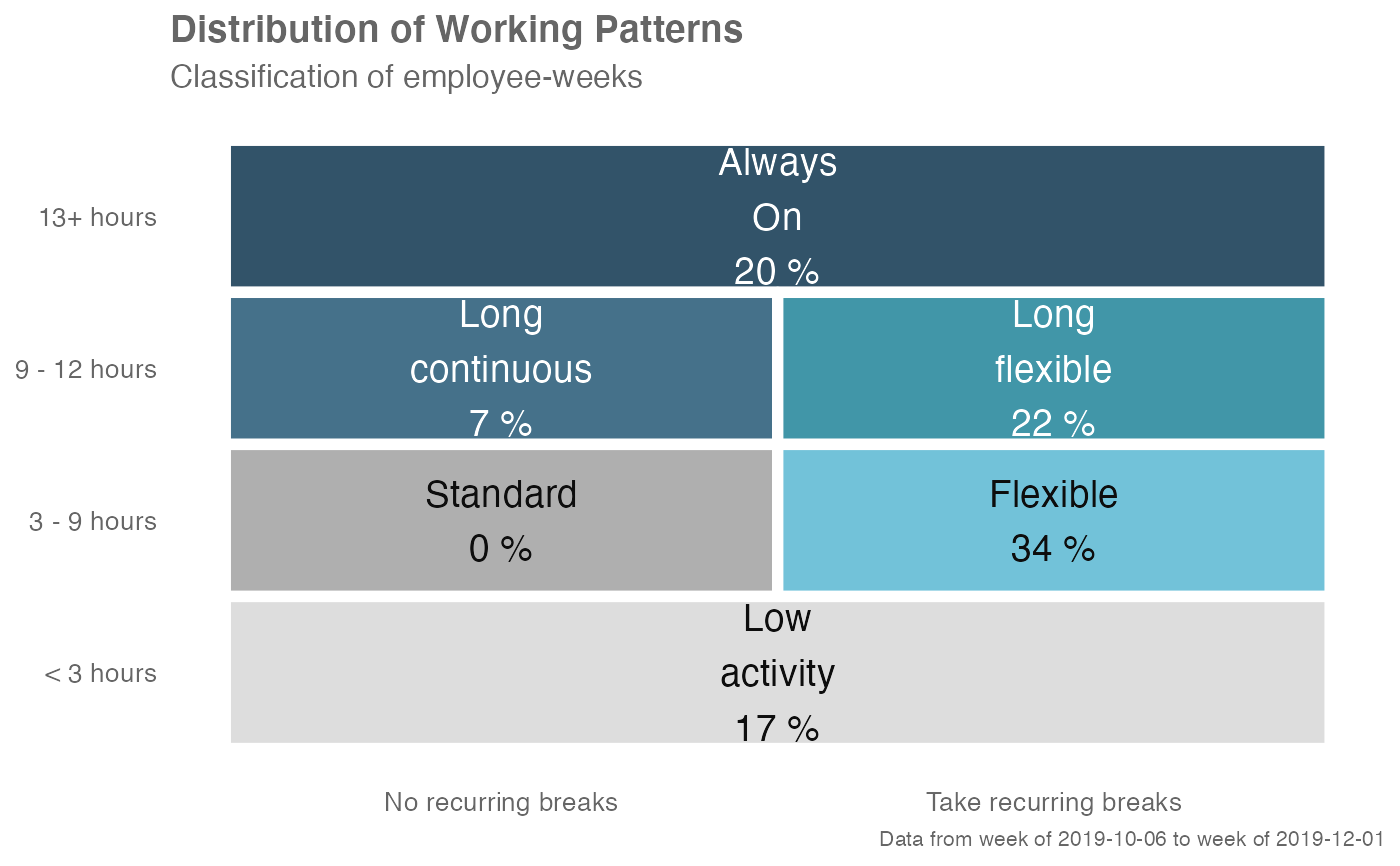 Distribution of Working Patterns
Classification of employee-weeks
13+ hours
Always
On
20 %
9 - 12 hours
Long
continuous
7 %
Long
flexible
22 %
3 - 9 hours
Standard
0 %
Flexible
34 %
< 3 hours
Low
activity
17 %
No recurring breaks
Take recurring breaks
Data from week of 2019-10-06 to week of 2019-12-01